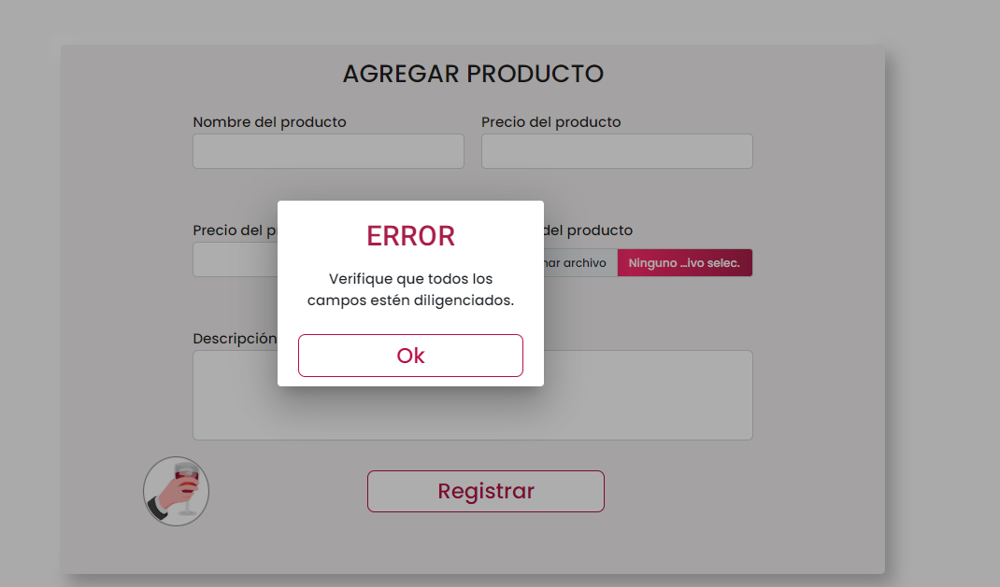 AGREGAR PRODUCTO
Nombre del producto
Precio del producto
Precio del
del producto
archivo
Ninguno ...ivo selec.
Descripción
ERROR
Verifique que todos los
campos estén diligenciados.
Ok
Registrar